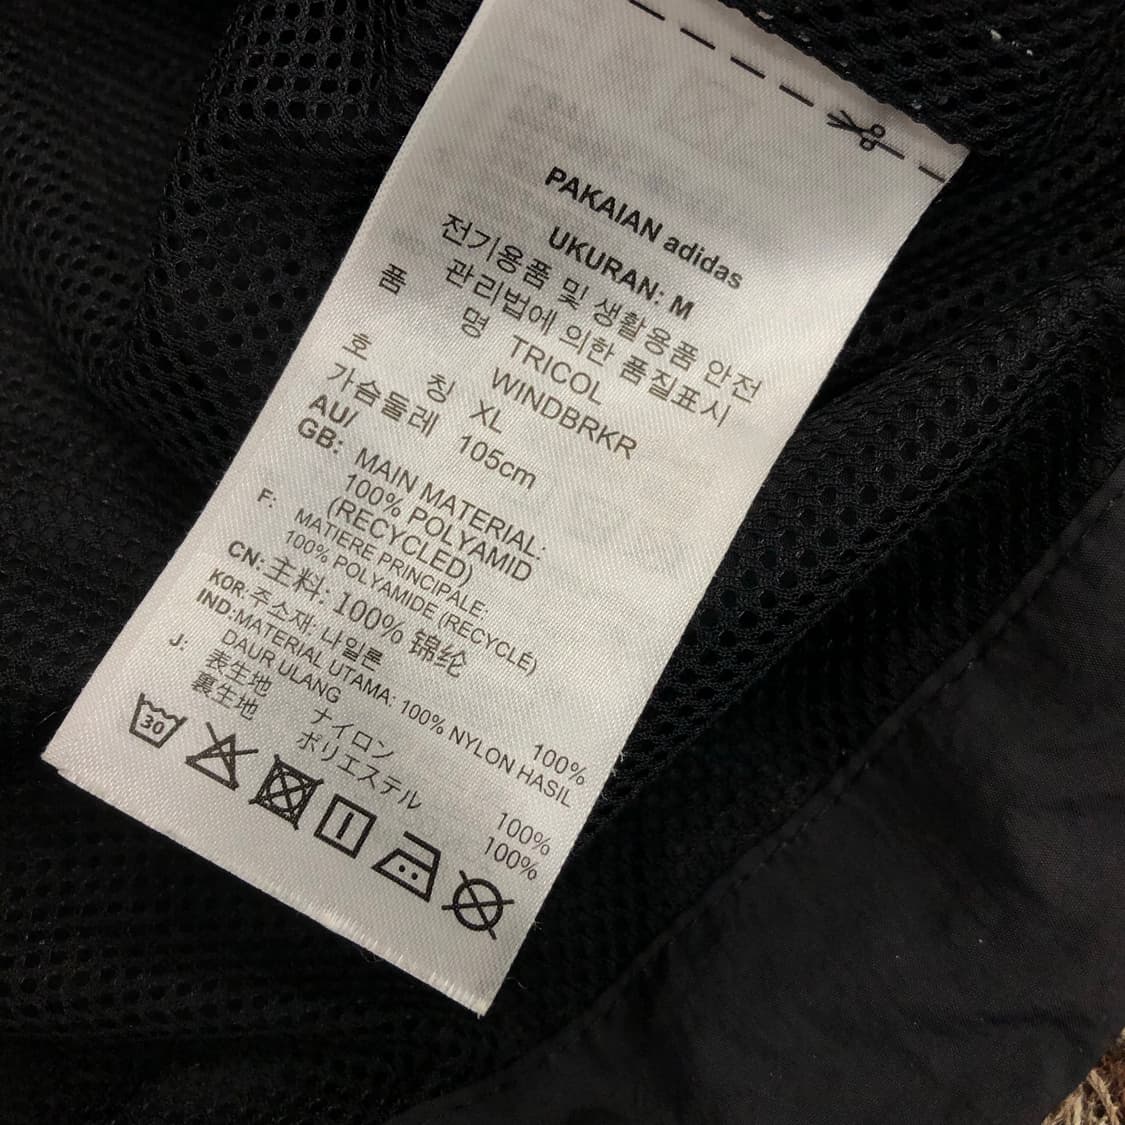 PAKAIAN adidas
UKURAN: M
전기용품 및 생활용품 안전
관리법에 의한 품질표시
품 명 TRICOL
WINDBRKR
호 칭 XL
가슴둘레 105cm
AU/
GB: MAIN MATERIAL:
100% POLYAMID
(RECYCLED)
F: MATIERE PRINCIPALE:
100% POLYAMIDE (RECYCLÉ)
CN: 主料: 100% 锦纶
KOR: 주소재: 나일론 100%
IND:MATERIAL UTAMA: 100% NYLON HASIL
DAUR ULANG
J: 表生地 ナイロン 100%
裏生地 ポリエステル 100%
30